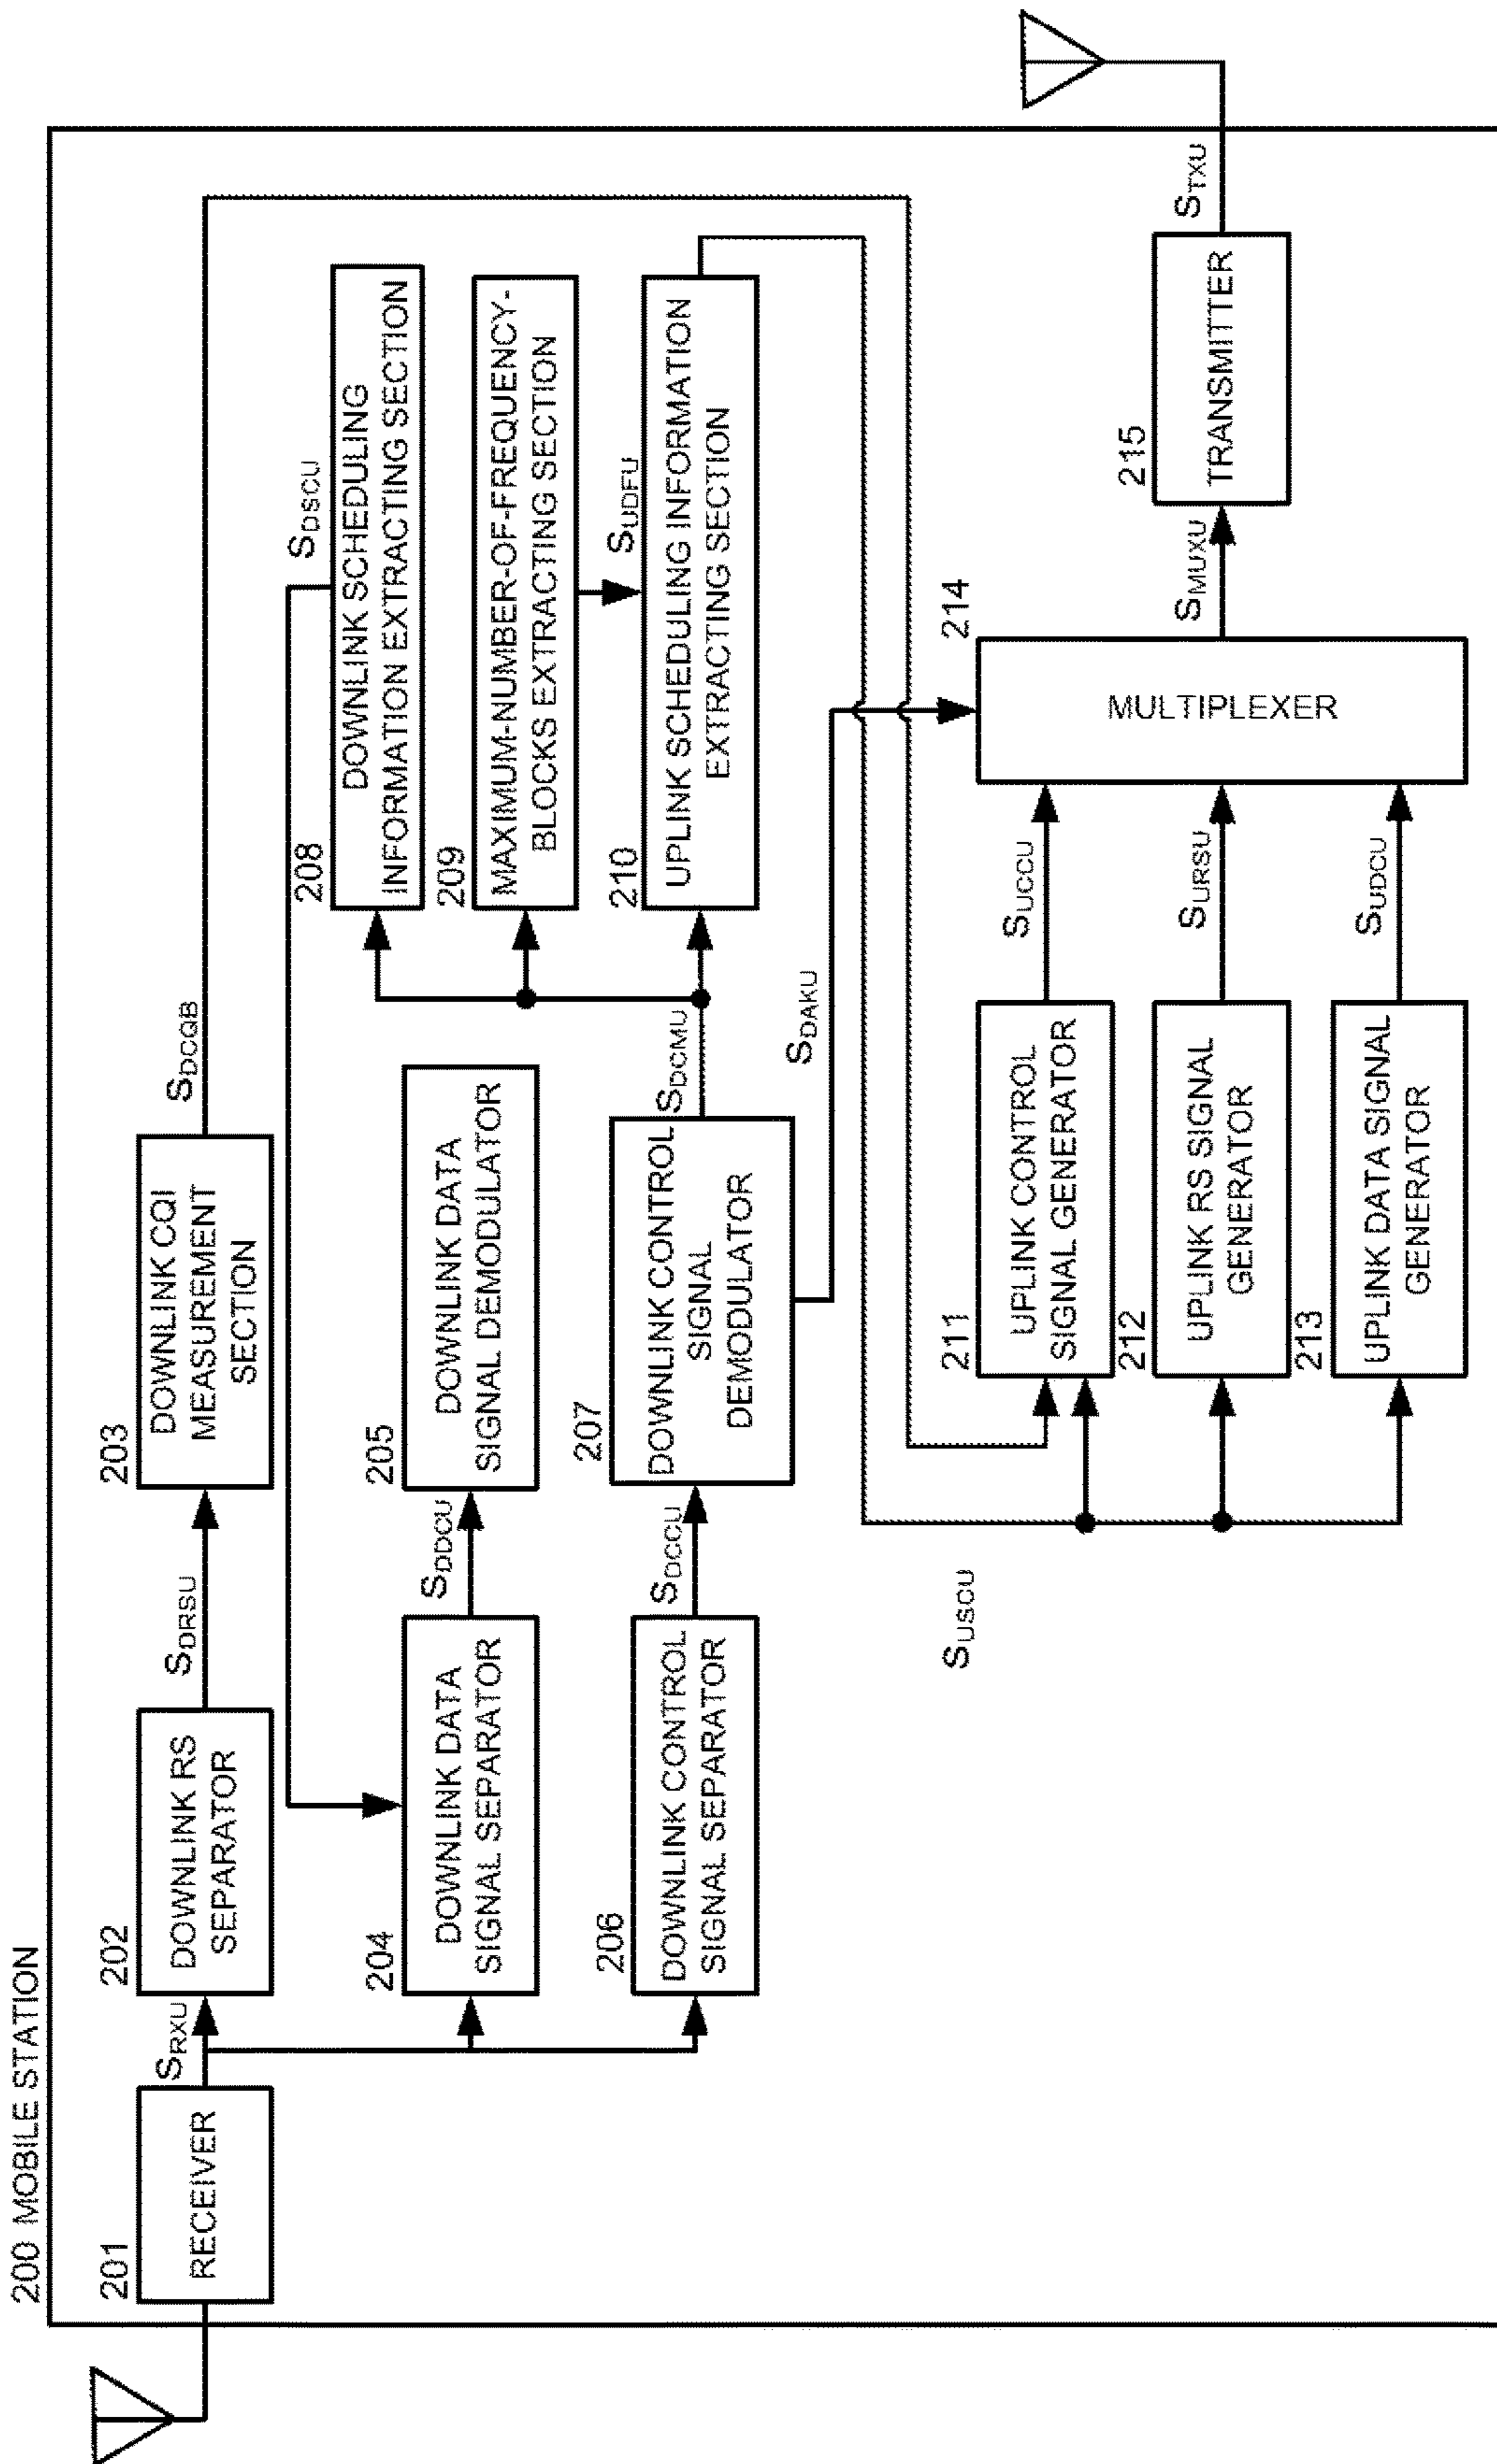 200 MOBILE STATION
201
RECEIVER
SRXU
202
DOWNLINK RS
SEPARATOR
SDRSU
203
DOWNLINK CQI
MEASUREMENT
SECTION
SDCQB
204
DOWNLINK DATA
SIGNAL SEPARATOR
SDDCU
205
DOWNLINK DATA
SIGNAL DEMODULATOR
206
DOWNLINK CONTROL
SIGNAL SEPARATOR
SDCCU
207
DOWNLINK CONTROL
SIGNAL
DEMODULATOR
SDCMU
SDAKU
SDSCU
208
DOWNLINK SCHEDULING
INFORMATION EXTRACTING SECTION
209
MAXIMUM-NUMBER-OF-FREQUENCY-
BLOCKS EXTRACTING SECTION
SUDFU
210
UPLINK SCHEDULING INFORMATION
EXTRACTING SECTION
SUSCU
211
UPLINK CONTROL
SIGNAL GENERATOR
SUCCU
212
UPLINK RS SIGNAL
GENERATOR
SURSU
213
UPLINK DATA SIGNAL
GENERATOR
SUDCU
214
MULTIPLEXER
SMUXU
215
TRANSMITTER
STXU